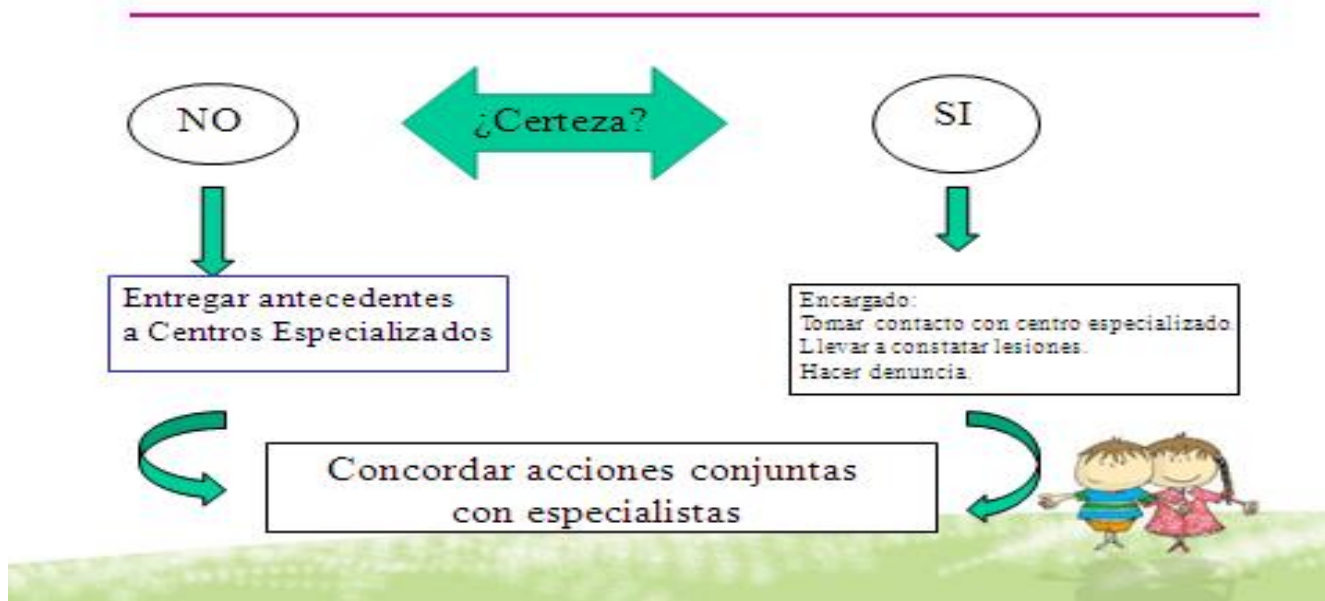 NO
¿Certeza?
SI
Entregar antecedentes
a Centros Especializados
Encargado:
Tomar contacto con centro especializado.
Llevar a constatar lesiones.
Hacer denuncia.
Concordar acciones conjuntas
con especialistas